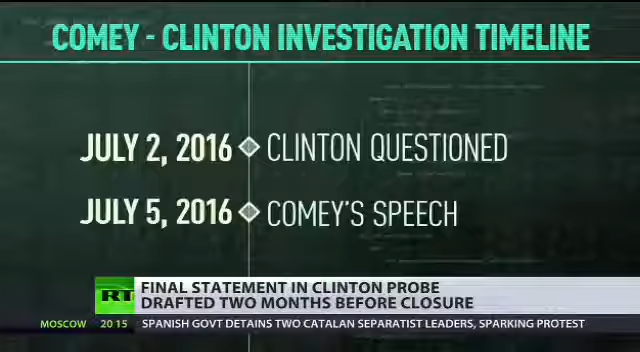 COMEY - CLINTON INVESTIGATION TIMELINE
JULY 2, 2016 CLINTON QUESTIONED
JULY 5, 2016 COMEY'S SPEECH
RT
FINAL STATEMENT IN CLINTON PROBE
DRAFTED TWO MONTHS BEFORE CLOSURE
MOSCOW 20 15 SPANISH GOVT DETAINS TWO CATALAN SEPARATIST LEADERS, SPARKING PROTEST